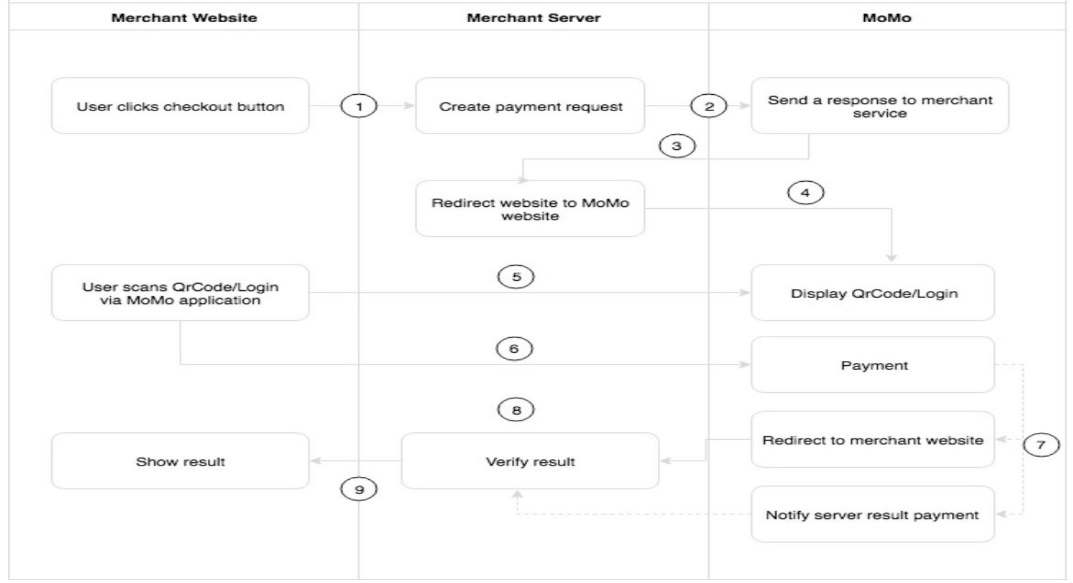 Merchant Website
Merchant Server
MoMo
User clicks checkout button
1
Create payment request
2
Send a response to merchant
service
3
Redirect website to MoMo
website
4
User scans QrCode/Login
via MoMo application
5
Display QrCode/Login
6
Payment
8
Show result
Verify result
Redirect to merchant website
7
9
Notify server result payment